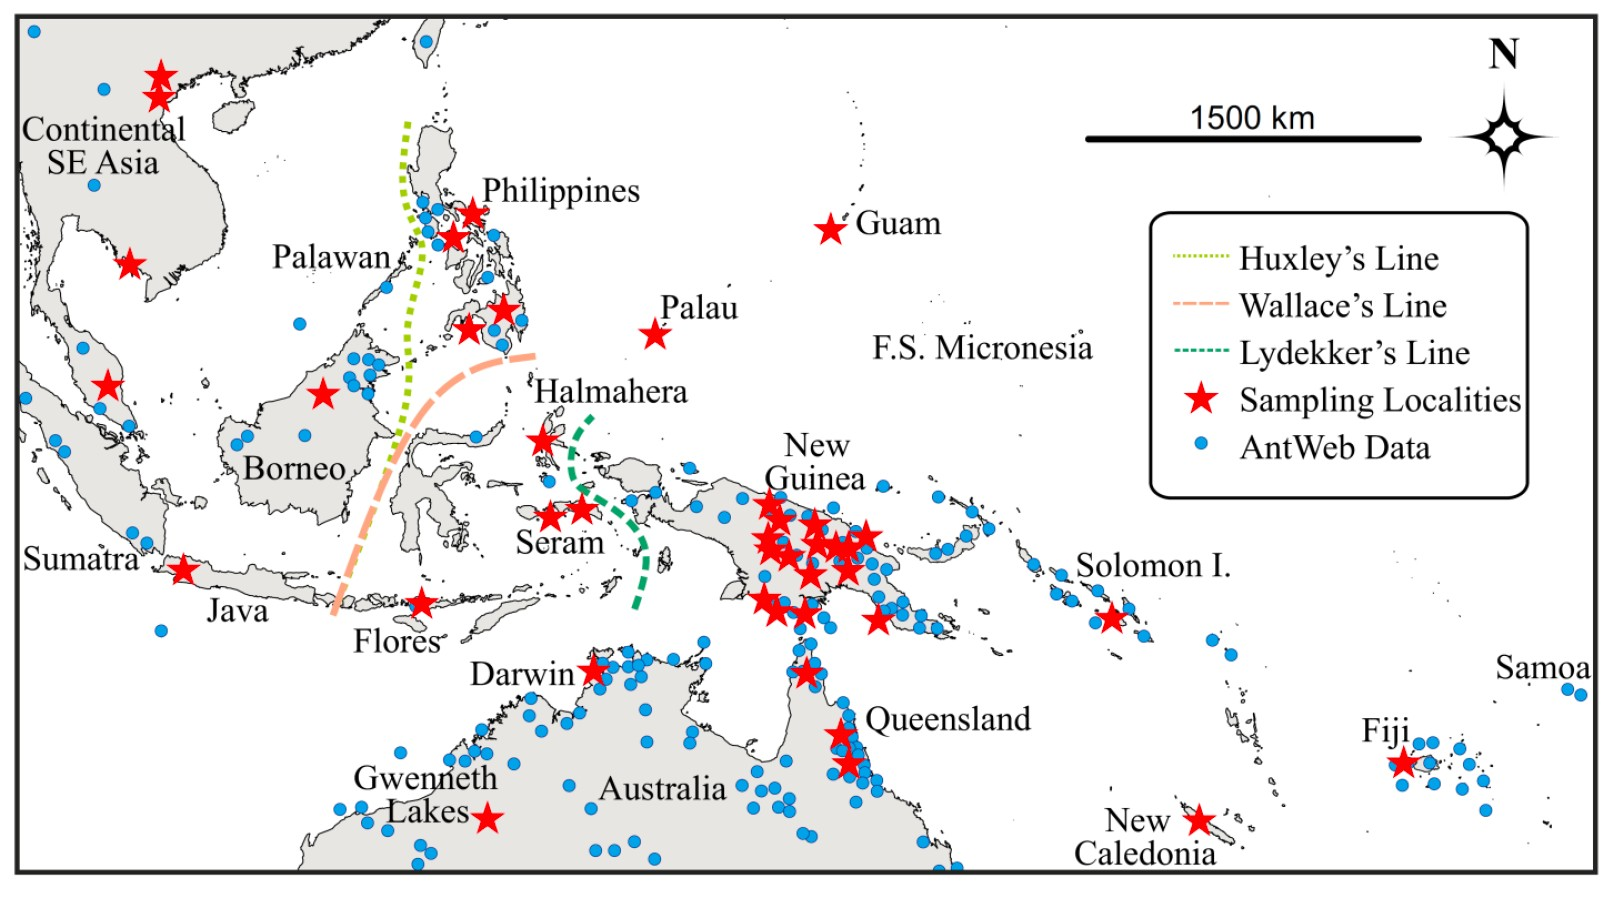 N
1500 km
Continental
SE Asia
Philippines
Guam
Palawan
Palau
F.S. Micronesia
Huxley's Line
Wallace's Line
Lydekker's Line
Sampling Localities
AntWeb Data
Halmahera
New
Guinea
Borneo
Seram
Sumatra
Java
Flores
Solomon I.
Darwin
Samoa
Queensland
Fiji
Gwenneth
Lakes
Australia
New
Caledonia